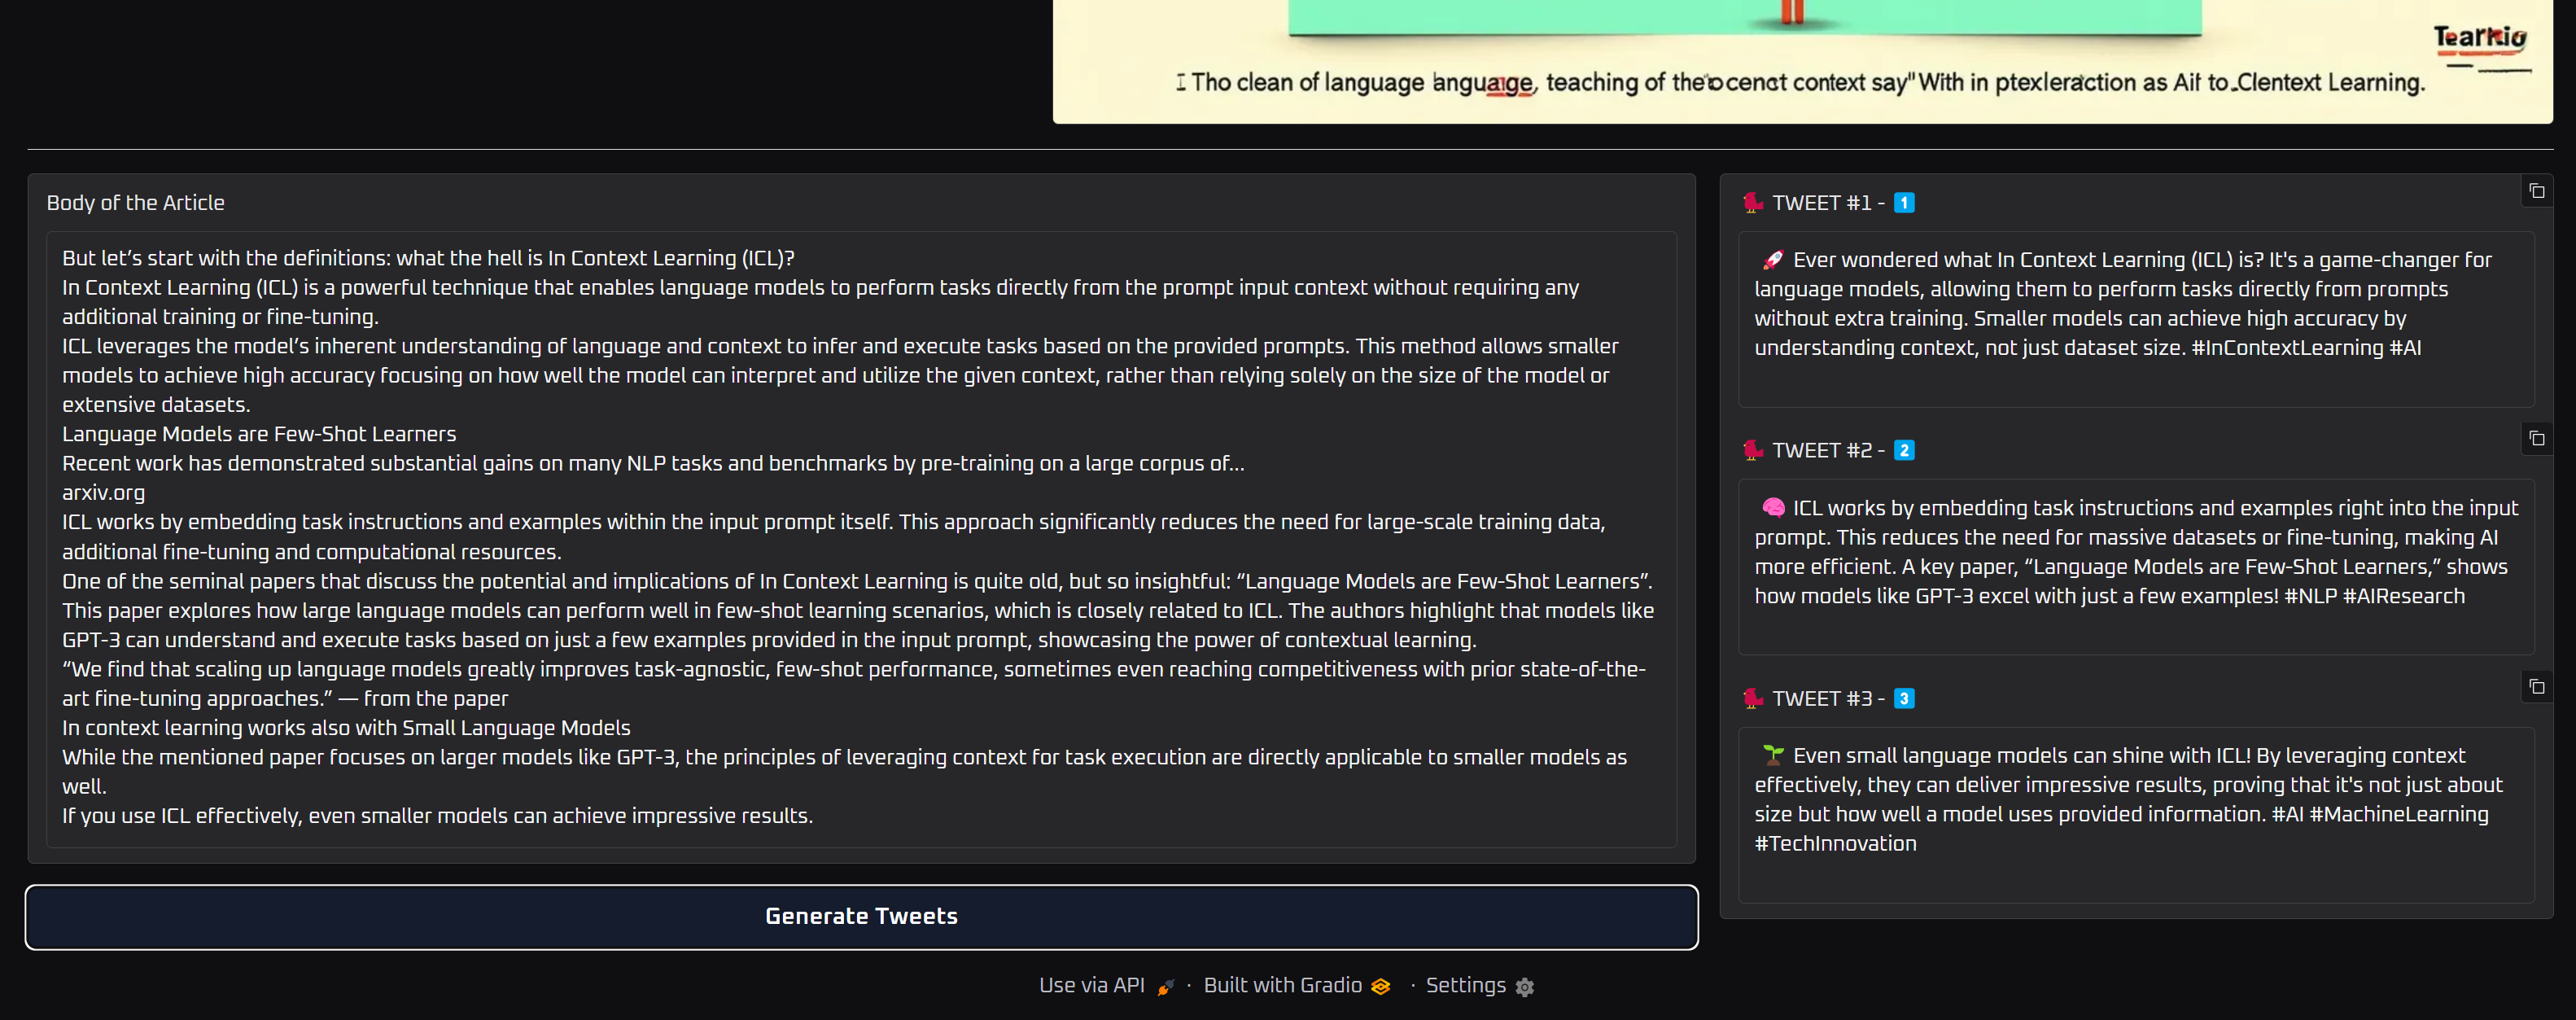 Tearkio
I Tho clean of language languaige, teaching of the ocenct context say" With in ptexleraction as Aif to Clentext Learning.
Body of the Article
But let’s start with the definitions: what the hell is In Context Learning (ICL)?
In Context Learning (ICL) is a powerful technique that enables language models to perform tasks directly from the prompt input context without requiring any
additional training or fine-tuning.
ICL leverages the model’s inherent understanding of language and context to infer and execute tasks based on the provided prompts. This method allows smaller
models to achieve high accuracy focusing on how well the model can interpret and utilize the given context, rather than relying solely on the size of the model or
extensive datasets.
Language Models are Few-Shot Learners
Recent work has demonstrated substantial gains on many NLP tasks and benchmarks by pre-training on a large corpus of…
arxiv.org
ICL works by embedding task instructions and examples within the input prompt itself. This approach significantly reduces the need for large-scale training data,
additional fine-tuning and computational resources.
One of the seminal papers that discuss the potential and implications of In Context Learning is quite old, but so insightful: “Language Models are Few-Shot Learners”.
This paper explores how large language models can perform well in few-shot learning scenarios, which is closely related to ICL. The authors highlight that models like
GPT-3 can understand and execute tasks based on just a few examples provided in the input prompt, showcasing the power of contextual learning.
“We find that scaling up language models greatly improves task-agnostic, few-shot performance, sometimes even reaching competitiveness with prior state-of-the-
art fine-tuning approaches.” — from the paper
In context learning works also with Small Language Models
While the mentioned paper focuses on larger models like GPT-3, the principles of leveraging context for task execution are directly applicable to smaller models as
well.
If you use ICL effectively, even smaller models can achieve impressive results.
Generate Tweets
TWEET #1 - 1
🚀 Ever wondered what In Context Learning (ICL) is? It's a game-changer for
language models, allowing them to perform tasks directly from prompts
without extra training. Smaller models can achieve high accuracy by
understanding context, not just dataset size. #InContextLearning #AI
TWEET #2 - 2
🧠 ICL works by embedding task instructions and examples right into the input
prompt. This reduces the need for massive datasets or fine-tuning, making AI
more efficient. A key paper, “Language Models are Few-Shot Learners,” shows
how models like GPT-3 excel with just a few examples! #NLP #AIResearch
TWEET #3 - 3
🌱 Even small language models can shine with ICL! By leveraging context
effectively, they can deliver impressive results, proving that it's not just about
size but how well a model uses provided information. #AI #MachineLearning
#TechInnovation
Use via API · Built with Gradio · Settings